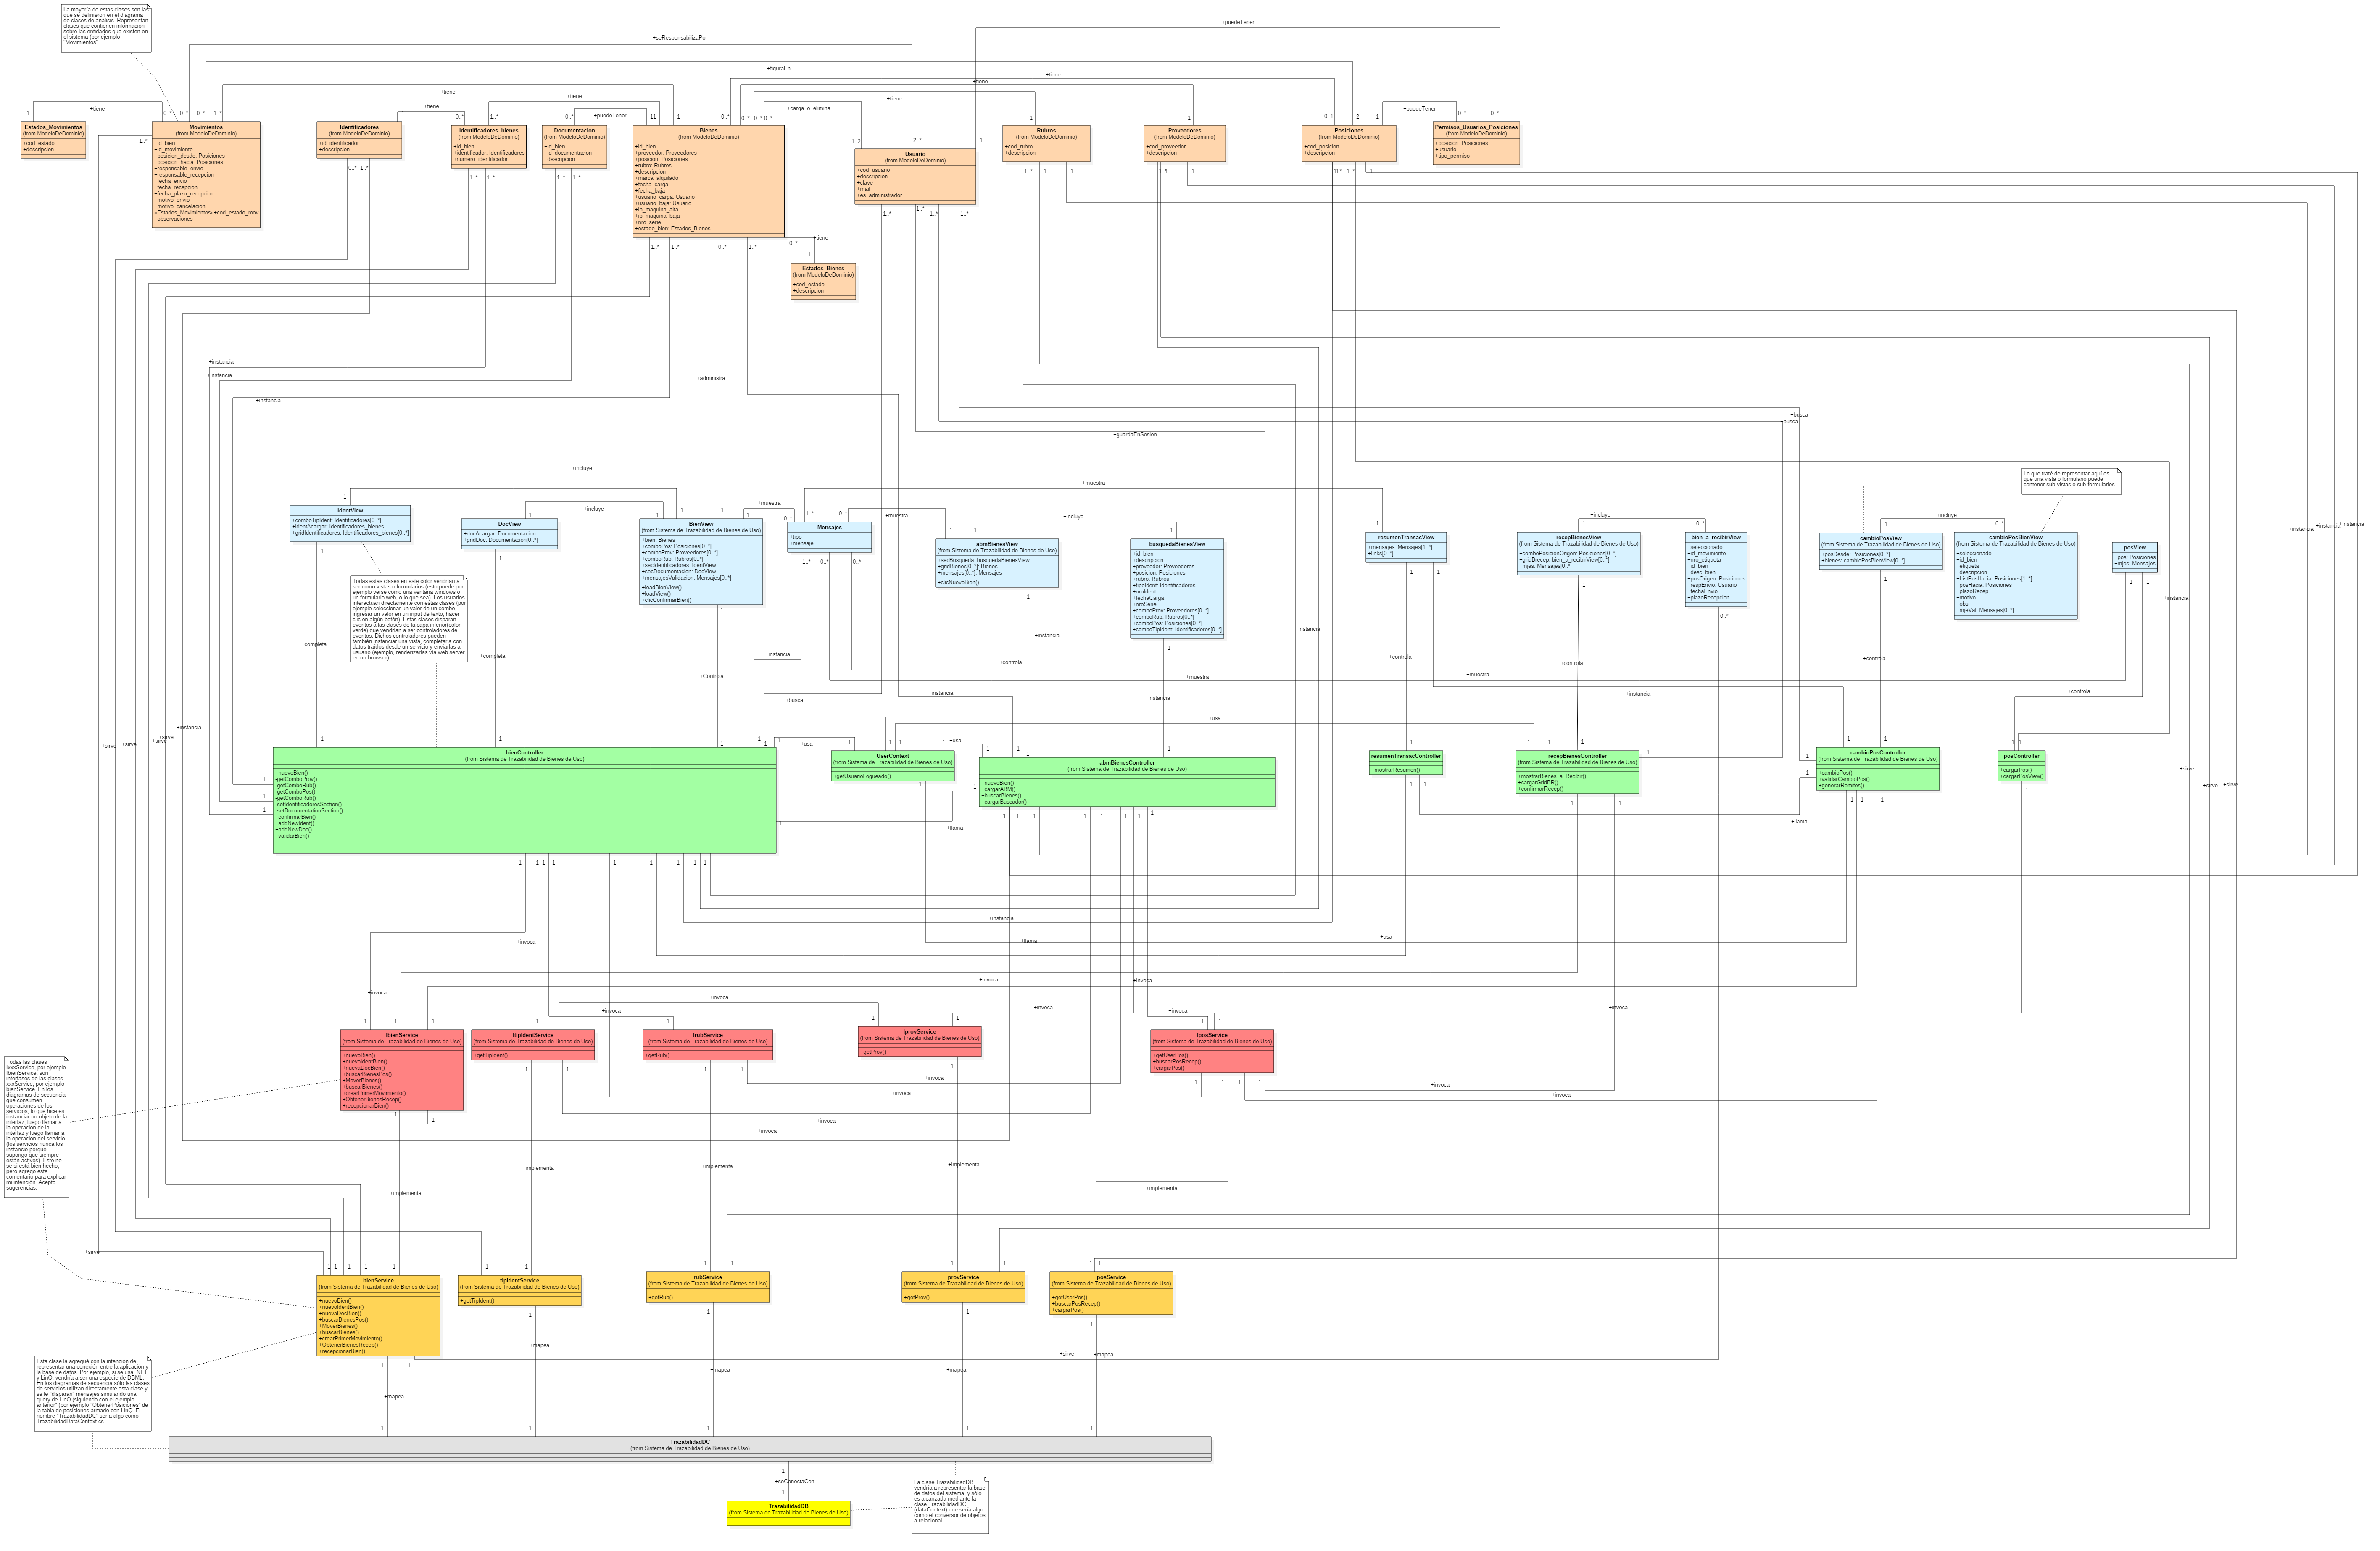 La mayoría de estas clases son las
que se definieron en el diagrama
de clases de análisis. Representan
clases que contienen información
sobre las entidades que existen en
el sistema (por ejemplo
"Movimientos".
+puedeTener
+seResponsabilizaPor
+figuraEn
+tiene
+tiene
+tiene
+tiene
+tiene
+tiene
+tiene
+tiene
+carga_o_elimina
+puedeTener
+puedeTener
Estados_Movimientos
(from ModeloDeDominio)
+cod_estado
+descripcion
Movimientos
(from ModeloDeDominio)
+id_bien
+id_movimiento
+posicion_desde: Posiciones
+posicion_hacia: Posiciones
+responsable_envio
+responsable_recepcion
+fecha_envio
+fecha_recepcion
+fecha_plazo_recepcion
+motivo_envio
+motivo_cancelacion
=Estados_Movimientos=+cod_estado_mov
+observaciones
Identificadores
(from ModeloDeDominio)
+id_identificador
+descripcion
Identificadores_bienes
(from ModeloDeDominio)
+id_bien
+identificador: Identificadores
+numero_identificador
Documentacion
(from ModeloDeDominio)
+id_bien
+id_documentacion
+descripcion
Bienes
(from ModeloDeDominio)
+id_bien
+proveedor: Proveedores
+posicion: Posiciones
+rubro: Rubros
+descripcion
+marca_alquilado
+fecha_carga
+fecha_baja
+usuario_carga: Usuario
+usuario_baja: Usuario
+ip_maquina_alta
+ip_maquina_baja
+nro_serie
+estado_bien: Estados_Bienes
Usuario
(from ModeloDeDominio)
+cod_usuario
+descripcion
+clave
+mail
+es_administrador
Rubros
(from ModeloDeDominio)
+cod_rubro
+descripcion
Proveedores
(from ModeloDeDominio)
+cod_proveedor
+descripcion
Posiciones
(from ModeloDeDominio)
+cod_posicion
+descripcion
Permisos_Usuarios_Posiciones
(from ModeloDeDominio)
+posicion: Posiciones
+usuario
+tipo_permiso
+tiene
Estados_Bienes
(from ModeloDeDominio)
+cod_estado
+descripcion
+instancia
+instancia
+instancia
+administra
+guardaEnSesion
+busca
+busca
+incluye
+incluye
+muestra
+muestra
+muestra
+incluye
+incluye
+incluye
Lo que traté de representar aquí es
que una vista o formulario puede
contener sub-vistas o sub-formularios.
IdentView
+comboTipIdent: Identificadores[0..*]
+identAcargar: Identificadores_bienes
+gridIdentificadores: Identificadores_bienes[0..*]
DocView
+docAcargar: Documentacion
+gridDoc: Documentacion[0..*]
BienView
(from Sistema de Trazabilidad de Bienes de Uso)
+bien: Bienes
+comboPos: Posiciones[0..*]
+comboProv: Proveedores[0..*]
+comboRub: Rubros[0..*]
+secIdentificadores: IdentView
+secDocumentacion: DocView
+mensajesValidacion: Mensajes[0..*]
+loadBienView()
+loadView()
+clicConfirmarBien()
Mensajes
+tipo
+mensaje
abmBienesView
(from Sistema de Trazabilidad de Bienes de Uso)
+secBusqueda: busquedaBienesView
+gridBienes[0..*]: Bienes
+mensajes[0..*]: Mensajes
+clicNuevoBien()
busquedaBienesView
+id_bien
+descripcion
+proveedor: Proveedores
+posicion: Posiciones
+rubro: Rubros
+tipoIdent: Identificadores
+nroIdent
+fechaCarga
+nroSerie
+comboProv: Proveedores[0..*]
+comboRub: Rubros[0..*]
+comboPos: Posiciones[0..*]
+comboTipIdent: Identificadores[0..*]
resumenTransacView
+mensajes: Mensajes[1..*]
+links[0..*]
recepBienesView
(from Sistema de Trazabilidad de Bienes de Uso)
+comboPosicionOrigen: Posiciones[0..*]
+gridBrecep: bien_a_recibirView[0..*]
+mjes: Mensajes[0..*]
bien_a_recibirView
+seleccionado
+id_movimiento
+nro_etiqueta
+id_bien
+desc_bien
+posOrigen: Posiciones
+respEnvio: Usuario
+fechaEnvio
+plazoRecepcion
cambioPosView
(from Sistema de Trazabilidad de Bienes de Uso)
+posDesde: Posiciones[0..*]
+bienes: cambioPosBienView[0..*]
cambioPosBienView
(from Sistema de Trazabilidad de Bienes de Uso)
+seleccionado
+id_bien
+etiqueta
+descripcion
+ListPosHacia: Posiciones[1..*]
+posHacia: Posiciones
+plazoRecep
+motivo
+obs
+mjeVal: Mensajes[0..*]
posView
+pos: Posiciones
+mjes: Mensajes
Todas estas clases en este color vendrían a
ser como vistas o formularios (esto puede por
ejemplo verse como una ventana windows o
un formulario web, o lo que sea). Los usuarios
interactúan directamente con estas clases (por
ejemplo seleccionar un valor de un combo,
ingresar un valor en un input de texto, hacer
clic en algún botón). Estas clases disparan
eventos a las clases de la capa inferior(color
verde) que vendrían a ser controladores de
eventos. Dichos controladores pueden
también instanciar una vista, completarla con
datos traídos desde un servicio y enviarlas al
usuario (ejemplo, renderizarlas vía web server
en un browser).
+completa
+completa
+Controla
+instancia
+instancia
+instancia
+instancia
+instancia
+instancia
+instancia
+instancia
+controla
+controla
+controla
+controla
+controla
+muestra
+muestra
+instancia
+instancia
+busca
+usa
+usa
+usa
+sirve
+sirve
+sirve
+sirve
+instancia
+sirve
+sirve
+sirve
bienController
(from Sistema de Trazabilidad de Bienes de Uso)
+nuevoBien()
-getComboProv()
-getComboRub()
-getComboPos()
-getComboRub()
-setIdentificadoresSection()
-setDocumentationSection()
+confirmarBien()
+addNewIdent()
+addNewDoc()
+validarBien()
UserContext
(from Sistema de Trazabilidad de Bienes de Uso)
+getUsuarioLogueado()
abmBienesController
(from Sistema de Trazabilidad de Bienes de Uso)
+nuevoBien()
+cargarABM()
+buscarBienes()
+cargarBuscador()
resumenTransacController
+mostrarResumen()
recepBienesController
(from Sistema de Trazabilidad de Bienes de Uso)
+mostrarBienes_a_Recibir()
+cargarGridBR()
+confirmarRecep()
cambioPosController
(from Sistema de Trazabilidad de Bienes de Uso)
+cambioPos()
+validarCambioPos()
+generarRemitos()
posController
+cargarPos()
+cargarPosView()
+llama
+llama
+instancia
+llama
+usa
+invoca
+invoca
+invoca
+invoca
+invoca
+invoca
+invoca
+invoca
+invoca
+invoca
IbienService
(from Sistema de Trazabilidad de Bienes de Uso)
+nuevoBien()
+nuevoIdentBien()
+nuevaDocBien()
+buscarBienesPos()
+MoverBienes()
+buscarBienes()
+crearPrimerMovimiento()
+ObtenerBienesRecep()
+recepcionarBien()
ItipIdentService
(from Sistema de Trazabilidad de Bienes de Uso)
+getTipIdent()
IrubService
(from Sistema de Trazabilidad de Bienes de Uso)
+getRub()
IprovService
(from Sistema de Trazabilidad de Bienes de Uso)
+getProv()
IposService
(from Sistema de Trazabilidad de Bienes de Uso)
+getUserPos()
+buscarPosRecep()
+cargarPos()
Todas las clases
IxxxService, por ejemplo
IbienService, son
interfases de las clases
xxxService, por ejemplo
bienService. En los
diagramas de secuencia
que consumen
operaciones de los
servicios, lo que hice es
instanciar un objeto de la
interfaz, luego llamar a
la operacion de la
interfaz y luego llamar a
la operacion del servicio
(los servicios nunca los
instancio porque
supongo que siempre
están activos). Esto no
se si está bien hecho,
pero agrego este
comentario para explicar
mi intención. Acepto
sugerencias.
+invoca
+invoca
+invoca
+invoca
+invoca
+invoca
+implementa
+implementa
+implementa
+implementa
+implementa
+sirve
bienService
(from Sistema de Trazabilidad de Bienes de Uso)
+nuevoBien()
+nuevoIdentBien()
+nuevaDocBien()
+buscarBienesPos()
+MoverBienes()
+buscarBienes()
+crearPrimerMovimiento()
+ObtenerBienesRecep()
+recepcionarBien()
tipIdentService
(from Sistema de Trazabilidad de Bienes de Uso)
+getTipIdent()
rubService
(from Sistema de Trazabilidad de Bienes de Uso)
+getRub()
provService
(from Sistema de Trazabilidad de Bienes de Uso)
+getProv()
posService
(from Sistema de Trazabilidad de Bienes de Uso)
+getUserPos()
+buscarPosRecep()
+cargarPos()
Esta clase la agregué con la intención de
representar una conexión entre la aplicación y
la base de datos. Por ejemplo, si se usa .NET
y LinQ, vendría a ser una especie de DBML.
En los diagramas de secuencia sólo las clases
de servicios utilizan directamente esta clase y
se le "disparan" mensajes simulando una
query de LinQ (siguiendo con el ejemplo
anterior" (por ejemplo "ObtenerPosiciones" de
la tabla de posiciones armado con LinQ. El
nombre "TrazabilidadDC" sería algo como
TrazabilidadDataContext.cs
+mapea
+mapea
+mapea
+mapea
+mapea
+sirve
TrazabilidadDC
(from Sistema de Trazabilidad de Bienes de Uso)
+seConectaCon
TrazabilidadDB
(from Sistema de Trazabilidad de Bienes de Uso)
La clase TrazabilidadDB
vendría a representar la base
de datos del sistema, y sólo
es alcanzada mediante la
clase TrazabilidadDC
(dataContext) que sería algo
como el conversor de objetos
a relacional.